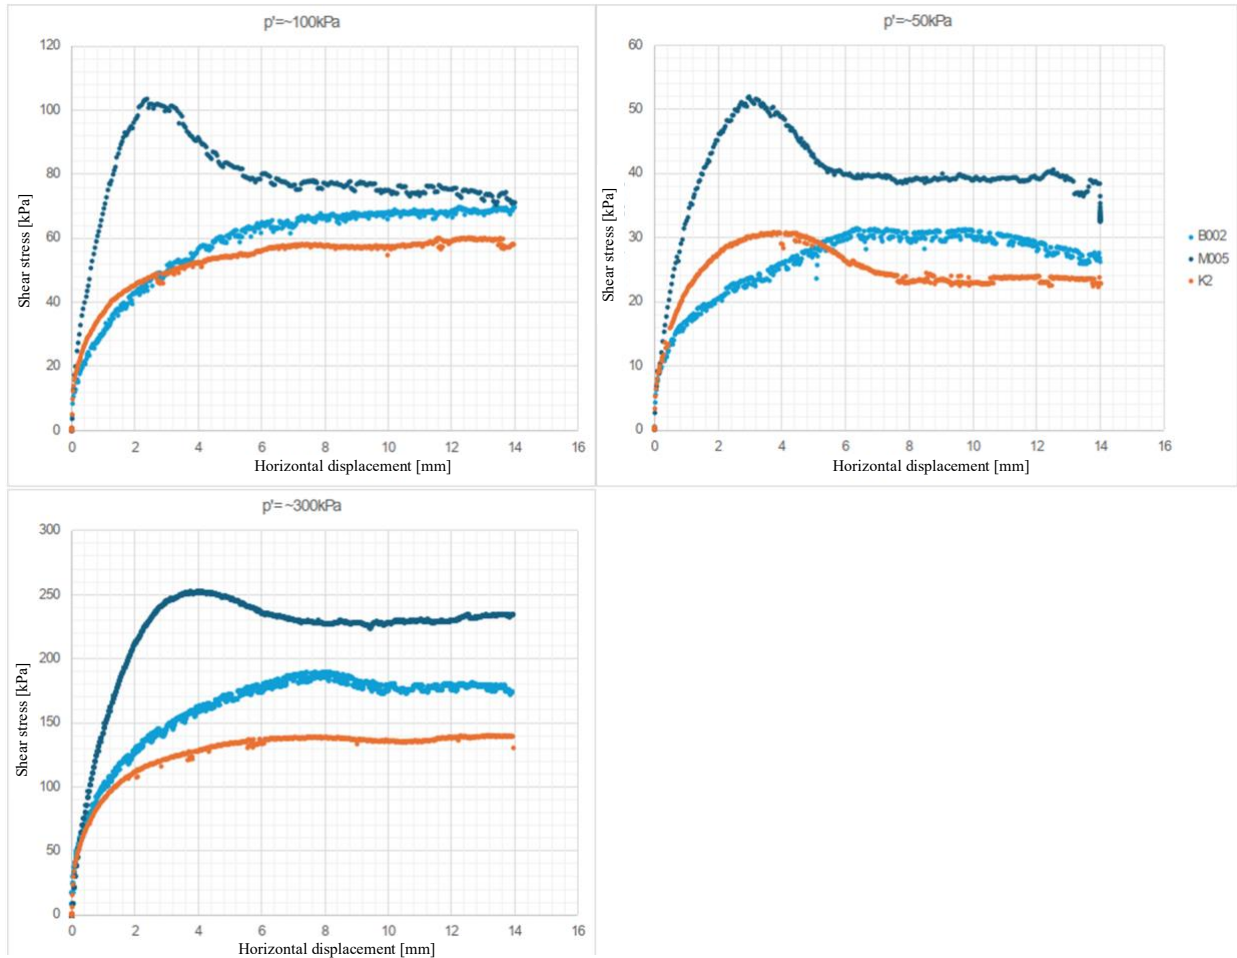 p'=~100kPa
120
100
80
60
40
20
0
0 2 4 6 8 10 12 14 16
Shear stress [kPa]
Horizontal displacement [mm]
p'=~50kPa
60
50
40
30
20
10
0
0 2 4 6 8 10 12 14 16
Shear stress [kPa]
Horizontal displacement [mm]
B002
M005
K2
p'=~300kPa
300
250
200
150
100
50
0
0 2 4 6 8 10 12 14 16
Shear stress [kPa]
Horizontal displacement [mm]